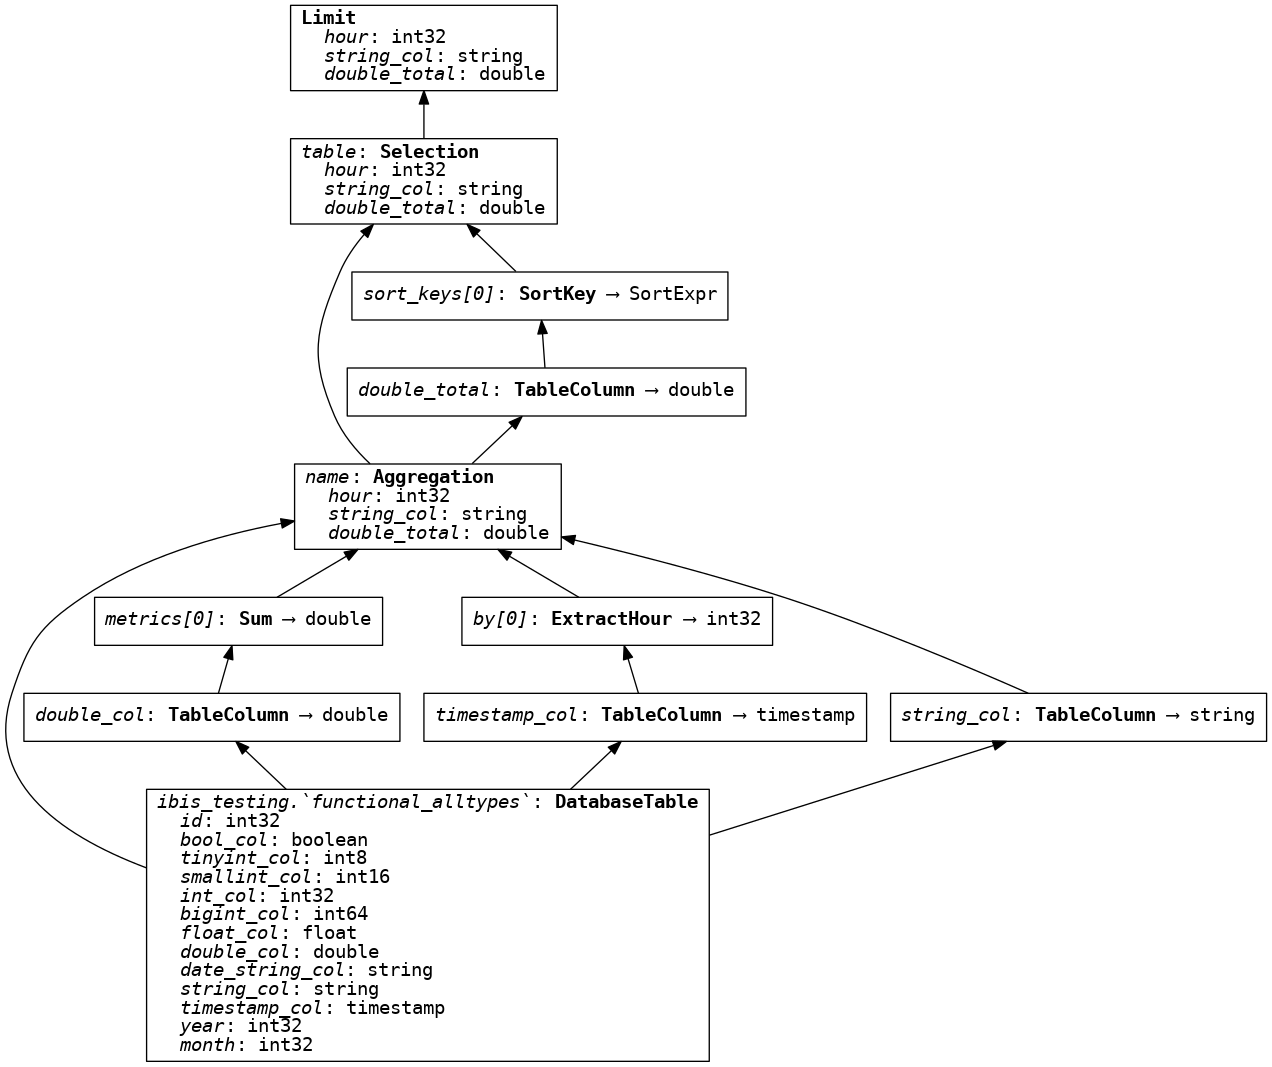 Limit
hour: int32
string_col: string
double_total: double
table: Selection
hour: int32
string_col: string
double_total: double
sort_keys[0]: SortKey → SortExpr
double_total: TableColumn → double
name: Aggregation
hour: int32
string_col: string
double_total: double
metrics[0]: Sum → double
by[0]: ExtractHour → int32
double_col: TableColumn → double
timestamp_col: TableColumn → timestamp
string_col: TableColumn → string
ibis_testing.`functional_alltypes`: DatabaseTable
id: int32
bool_col: boolean
tinyint_col: int8
smallint_col: int16
int_col: int32
bigint_col: int64
float_col: float
double_col: double
date_string_col: string
string_col: string
timestamp_col: timestamp
year: int32
month: int32